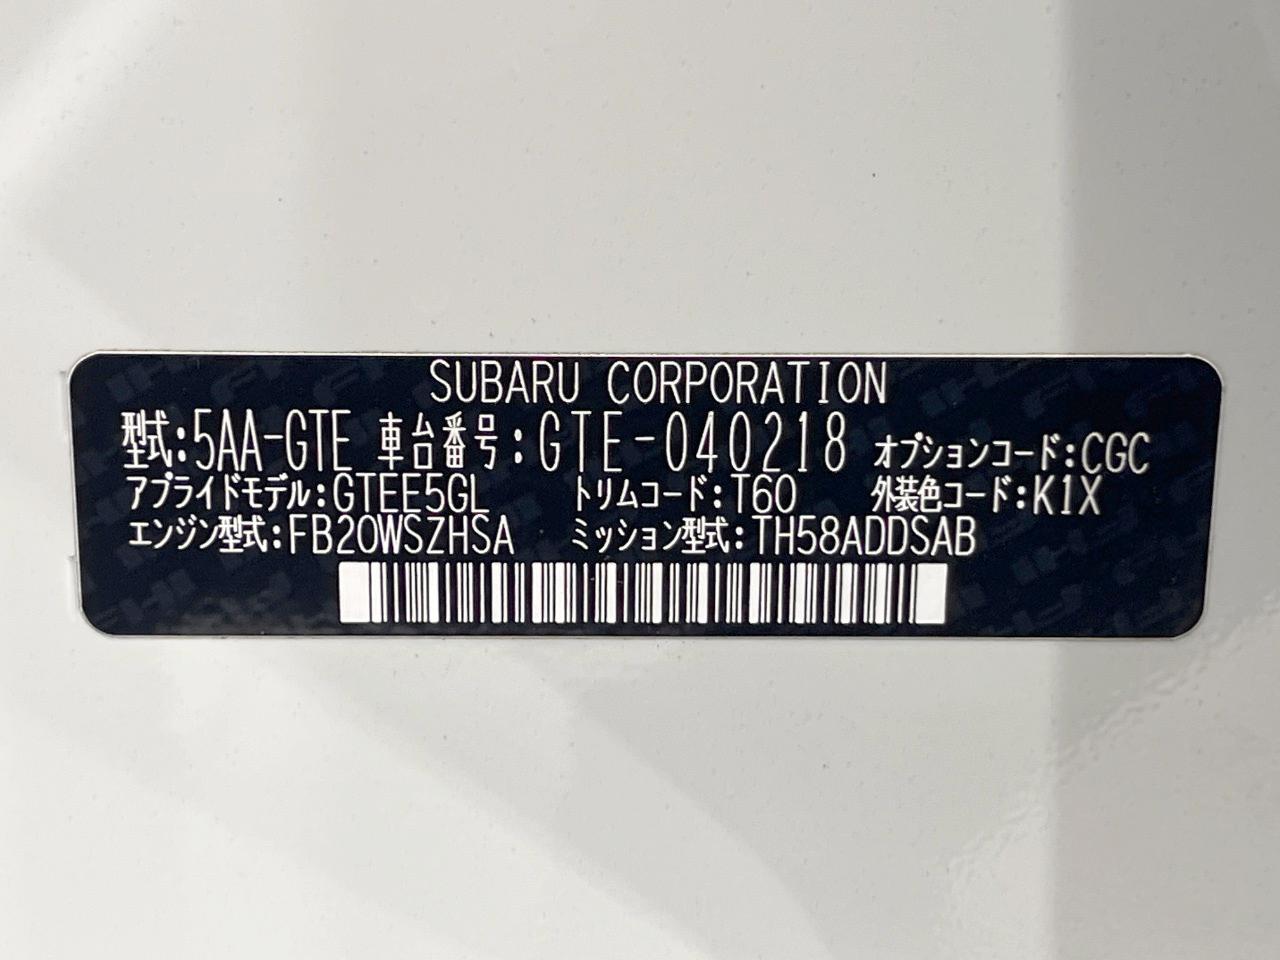 SUBARU CORPORATION
型式:5AA-GTE 車台番号:GTE-040218 オプションコード:CGC
アプライドモデル:GTEE5GL トリムコード:T60 外装色コード:K1X
エンジン型式:FB20WSZHSA ミッション型式:TH58ADDSAB